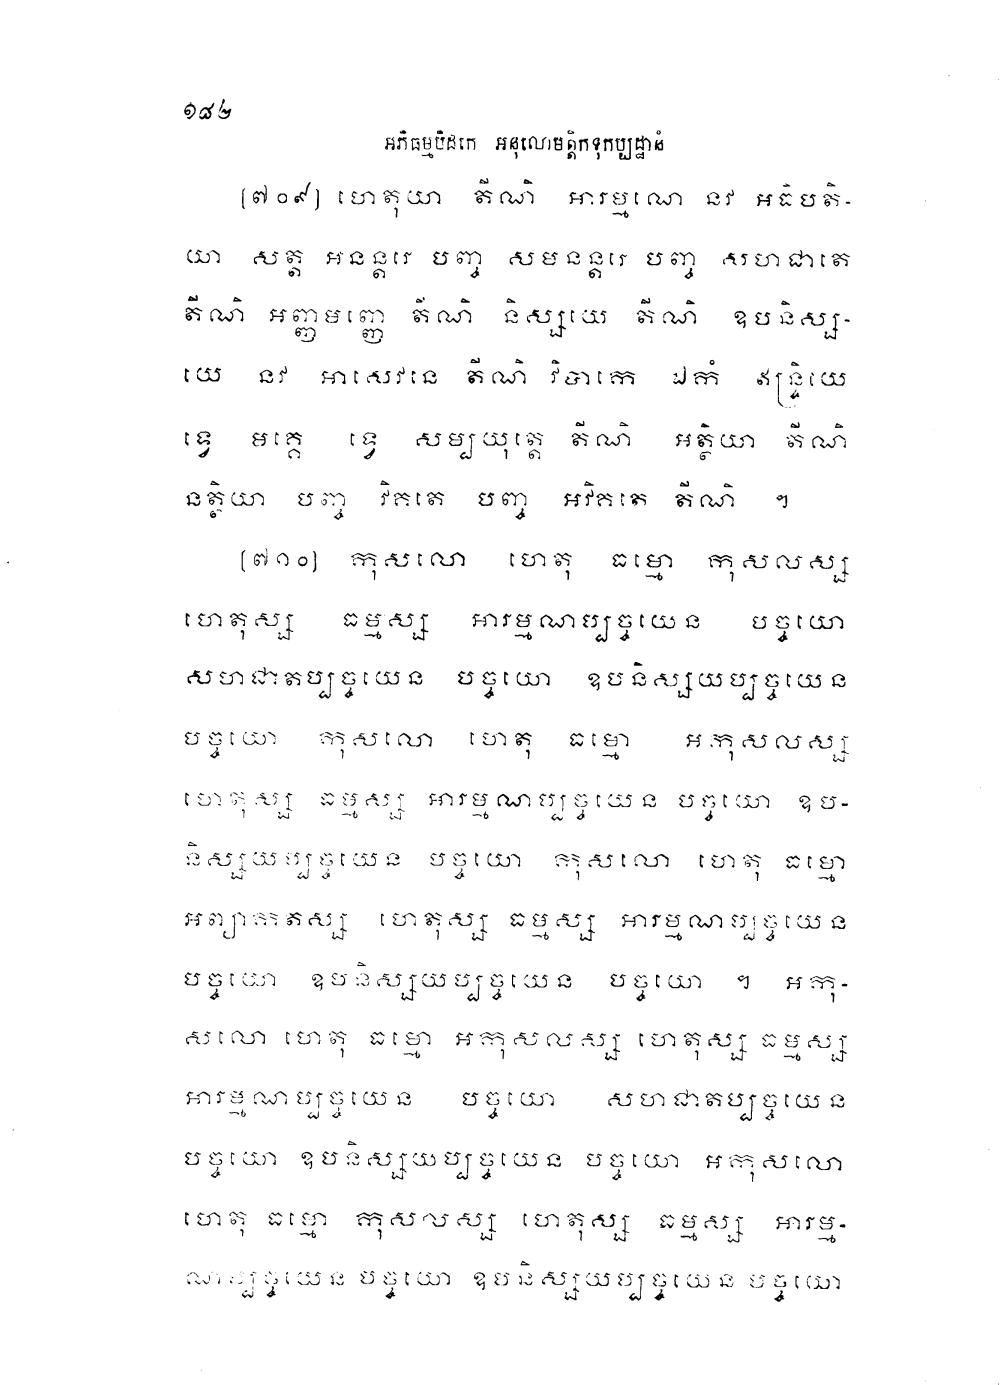 ១៨២
អភិធម្មបិដកេ អនុលោមត្តិកទុកប្បដ្ឋានំ
[៧០៩] ហេតុយា តីណិ អារម្មណេ នវ អធិបតិ-
យា សត្ត អនន្តរេ បញ្ច សមនន្តរេ បញ្ច សហជាតេ
តីណិ អញ្ញមញ្ញេ តីណិ និស្សយេ តីណិ ឧបនិស្ស-
យេ នវ អាសេវនេ តីណិ វិបាកេ ឯកំ ឥន្ទ្រិយេ
ទ្វេ មគ្គេ ទ្វេ សម្បយុត្តេ តីណិ អត្ថិយា តីណិ
នត្ថិយា បញ្ច វិគតេ បញ្ច អវិគតេ តីណិ ។
[៧១០] កុសលោ ហេតុ ធម្មោ កុសលស្ស
ហេតុស្ស ធម្មស្ស អារម្មណប្បច្ចយេន បច្ចយោ
សហជាតប្បច្ចយេន បច្ចយោ ឧបនិស្សយប្បច្ចយេន
បច្ចយោ កុសលោ ហេតុ ធម្មោ អកុសលស្ស
ហេតុស្ស ធម្មស្ស អារម្មណប្បច្ចយេន បច្ចយោ ឧប-
និស្សយប្បច្ចយេន បច្ចយោ កុសលោ ហេតុ ធម្មោ
អព្យាកតស្ស ហេតុស្ស ធម្មស្ស អារម្មណប្បច្ចយេន
បច្ចយោ ឧបនិស្សយប្បច្ចយេន បច្ចយោ ។ អកុ-
សលោ ហេតុ ធម្មោ អកុសលស្ស ហេតុស្ស ធម្មស្ស
អារម្មណប្បច្ចយេន បច្ចយោ សហជាតប្បច្ចយេន
បច្ចយោ ឧបនិស្សយប្បច្ចយេន បច្ចយោ អកុសលោ
ហេតុ ធម្មោ កុសលស្ស ហេតុស្ស ធម្មស្ស អារម្ម-
ណប្បច្ចយេន បច្ចយោ ឧបនិស្សយប្បច្ចយេន បច្ចយោ